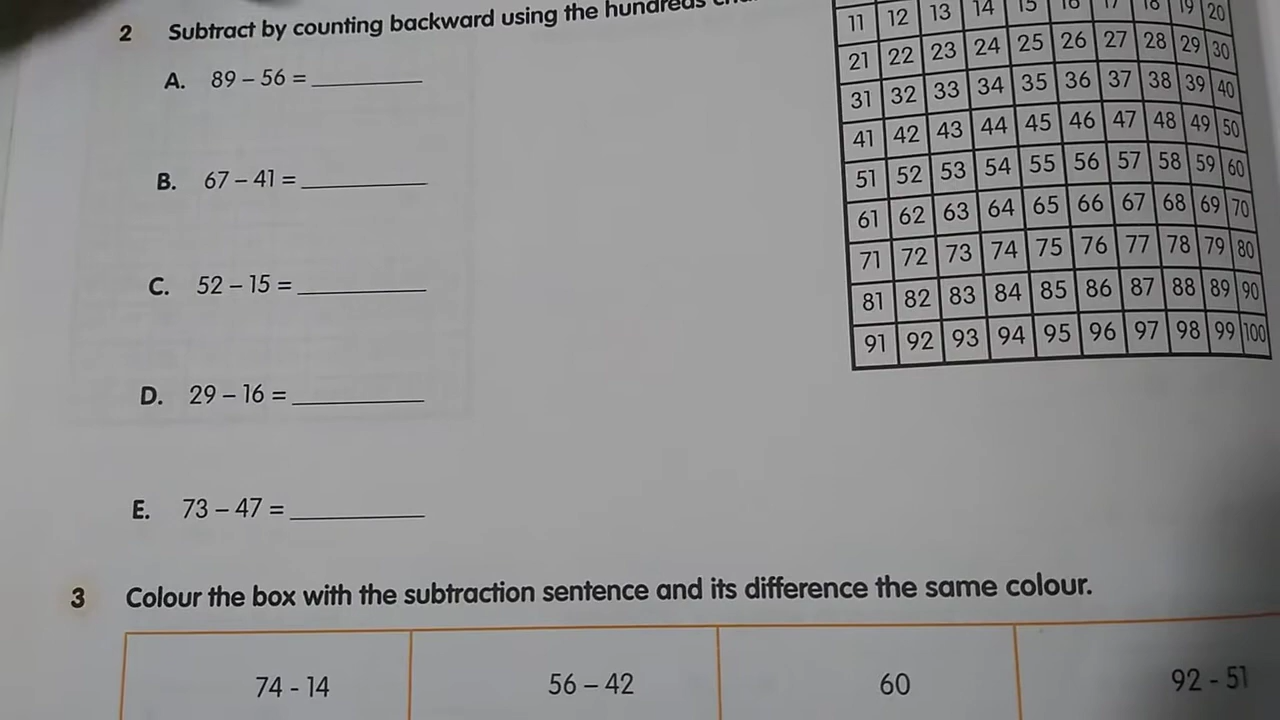 2 Subtract by counting backward using the hundreds
A. 89 – 56 = ________
B. 67 – 41 = ________
C. 52 – 15 = ________
D. 29 – 16 = ________
E. 73 – 47 = ________
11 12 13 14 15 16 17 18 19 20
21 22 23 24 25 26 27 28 29 30
31 32 33 34 35 36 37 38 39 40
41 42 43 44 45 46 47 48 49 50
51 52 53 54 55 56 57 58 59 60
61 62 63 64 65 66 67 68 69 70
71 72 73 74 75 76 77 78 79 80
81 82 83 84 85 86 87 88 89 90
91 92 93 94 95 96 97 98 99 100
3 Colour the box with the subtraction sentence and its difference the same colour.
74 - 14 56 – 42 60 92 - 51